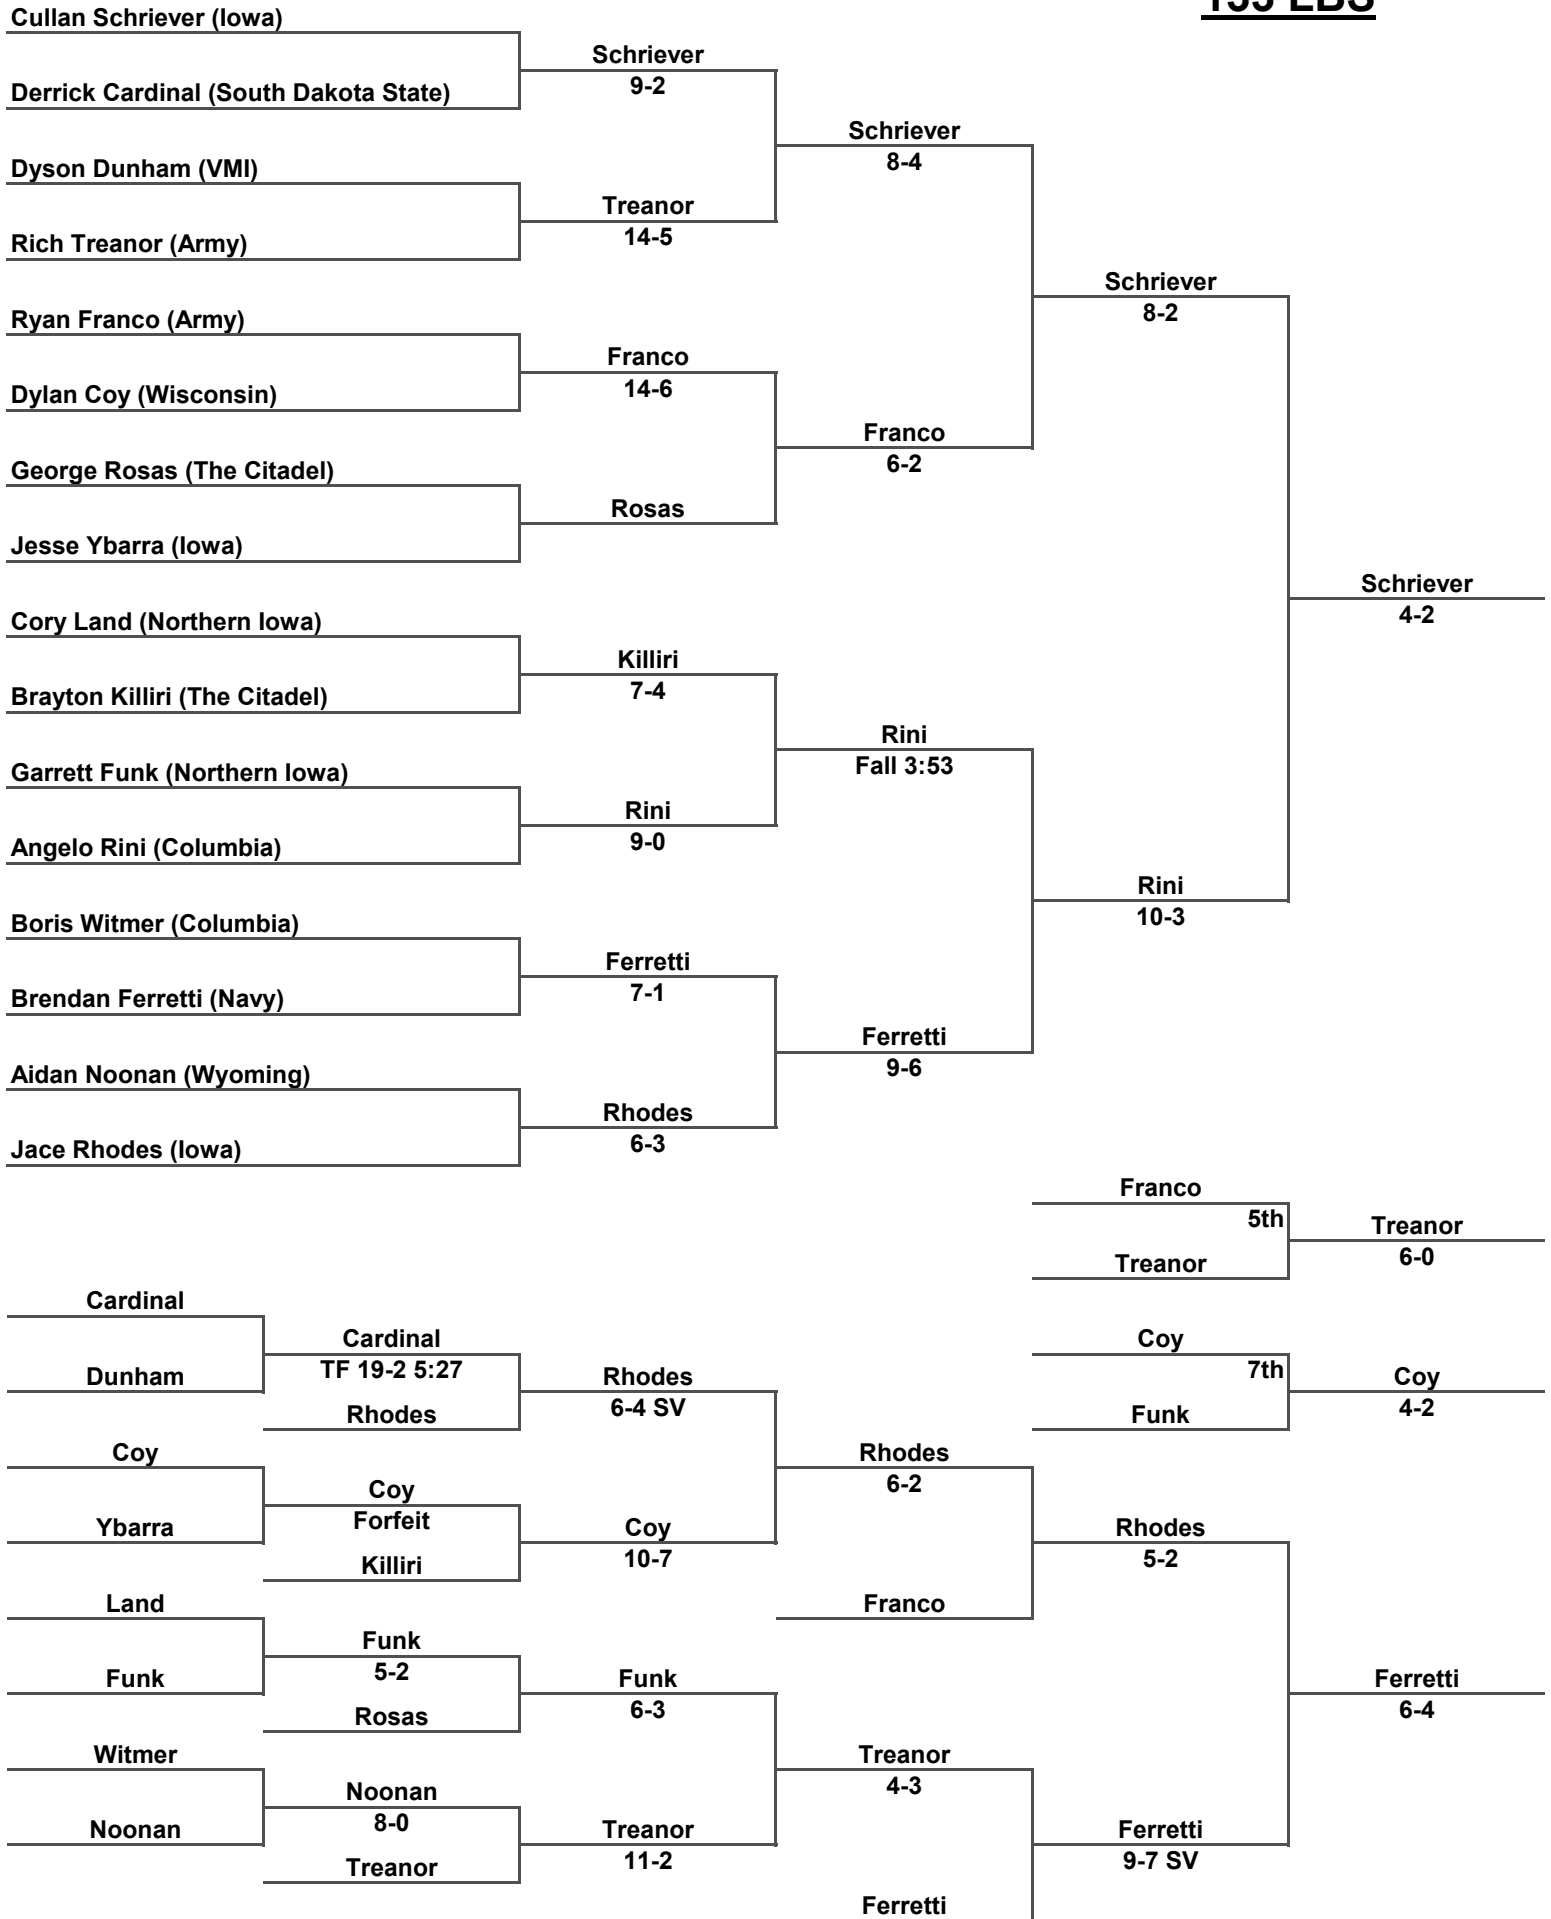 133 LBS
Cullan Schriever (Iowa)
Schriever
9-2
Derrick Cardinal (South Dakota State)
Schriever
8-4
Dyson Dunham (VMI)
Treanor
14-5
Rich Treanor (Army)
Schriever
8-2
Ryan Franco (Army)
Franco
14-6
Dylan Coy (Wisconsin)
Franco
6-2
George Rosas (The Citadel)
Rosas
Jesse Ybarra (Iowa)
Schriever
4-2
Cory Land (Northern Iowa)
Killiri
7-4
Brayton Killiri (The Citadel)
Rini
Fall 3:53
Garrett Funk (Northern Iowa)
Rini
9-0
Angelo Rini (Columbia)
Rini
10-3
Boris Witmer (Columbia)
Ferretti
7-1
Brendan Ferretti (Navy)
Ferretti
9-6
Aidan Noonan (Wyoming)
Rhodes
6-3
Jace Rhodes (Iowa)
Franco
5th
Treanor
6-0
Treanor
Cardinal
Cardinal
TF 19-2 5:27
Dunham
Rhodes
6-4 SV
Rhodes
Coy
7th
Coy
4-2
Funk
Coy
Coy
Forfeit
Ybarra
Coy
10-7
Killiri
Rhodes
6-2
Rhodes
5-2
Franco
Land
Funk
5-2
Funk
Funk
6-3
Rosas
Ferretti
6-4
Witmer
Noonan
8-0
Noonan
Treanor
11-2
Treanor
Treanor
4-3
Ferretti
9-7 SV
Ferretti